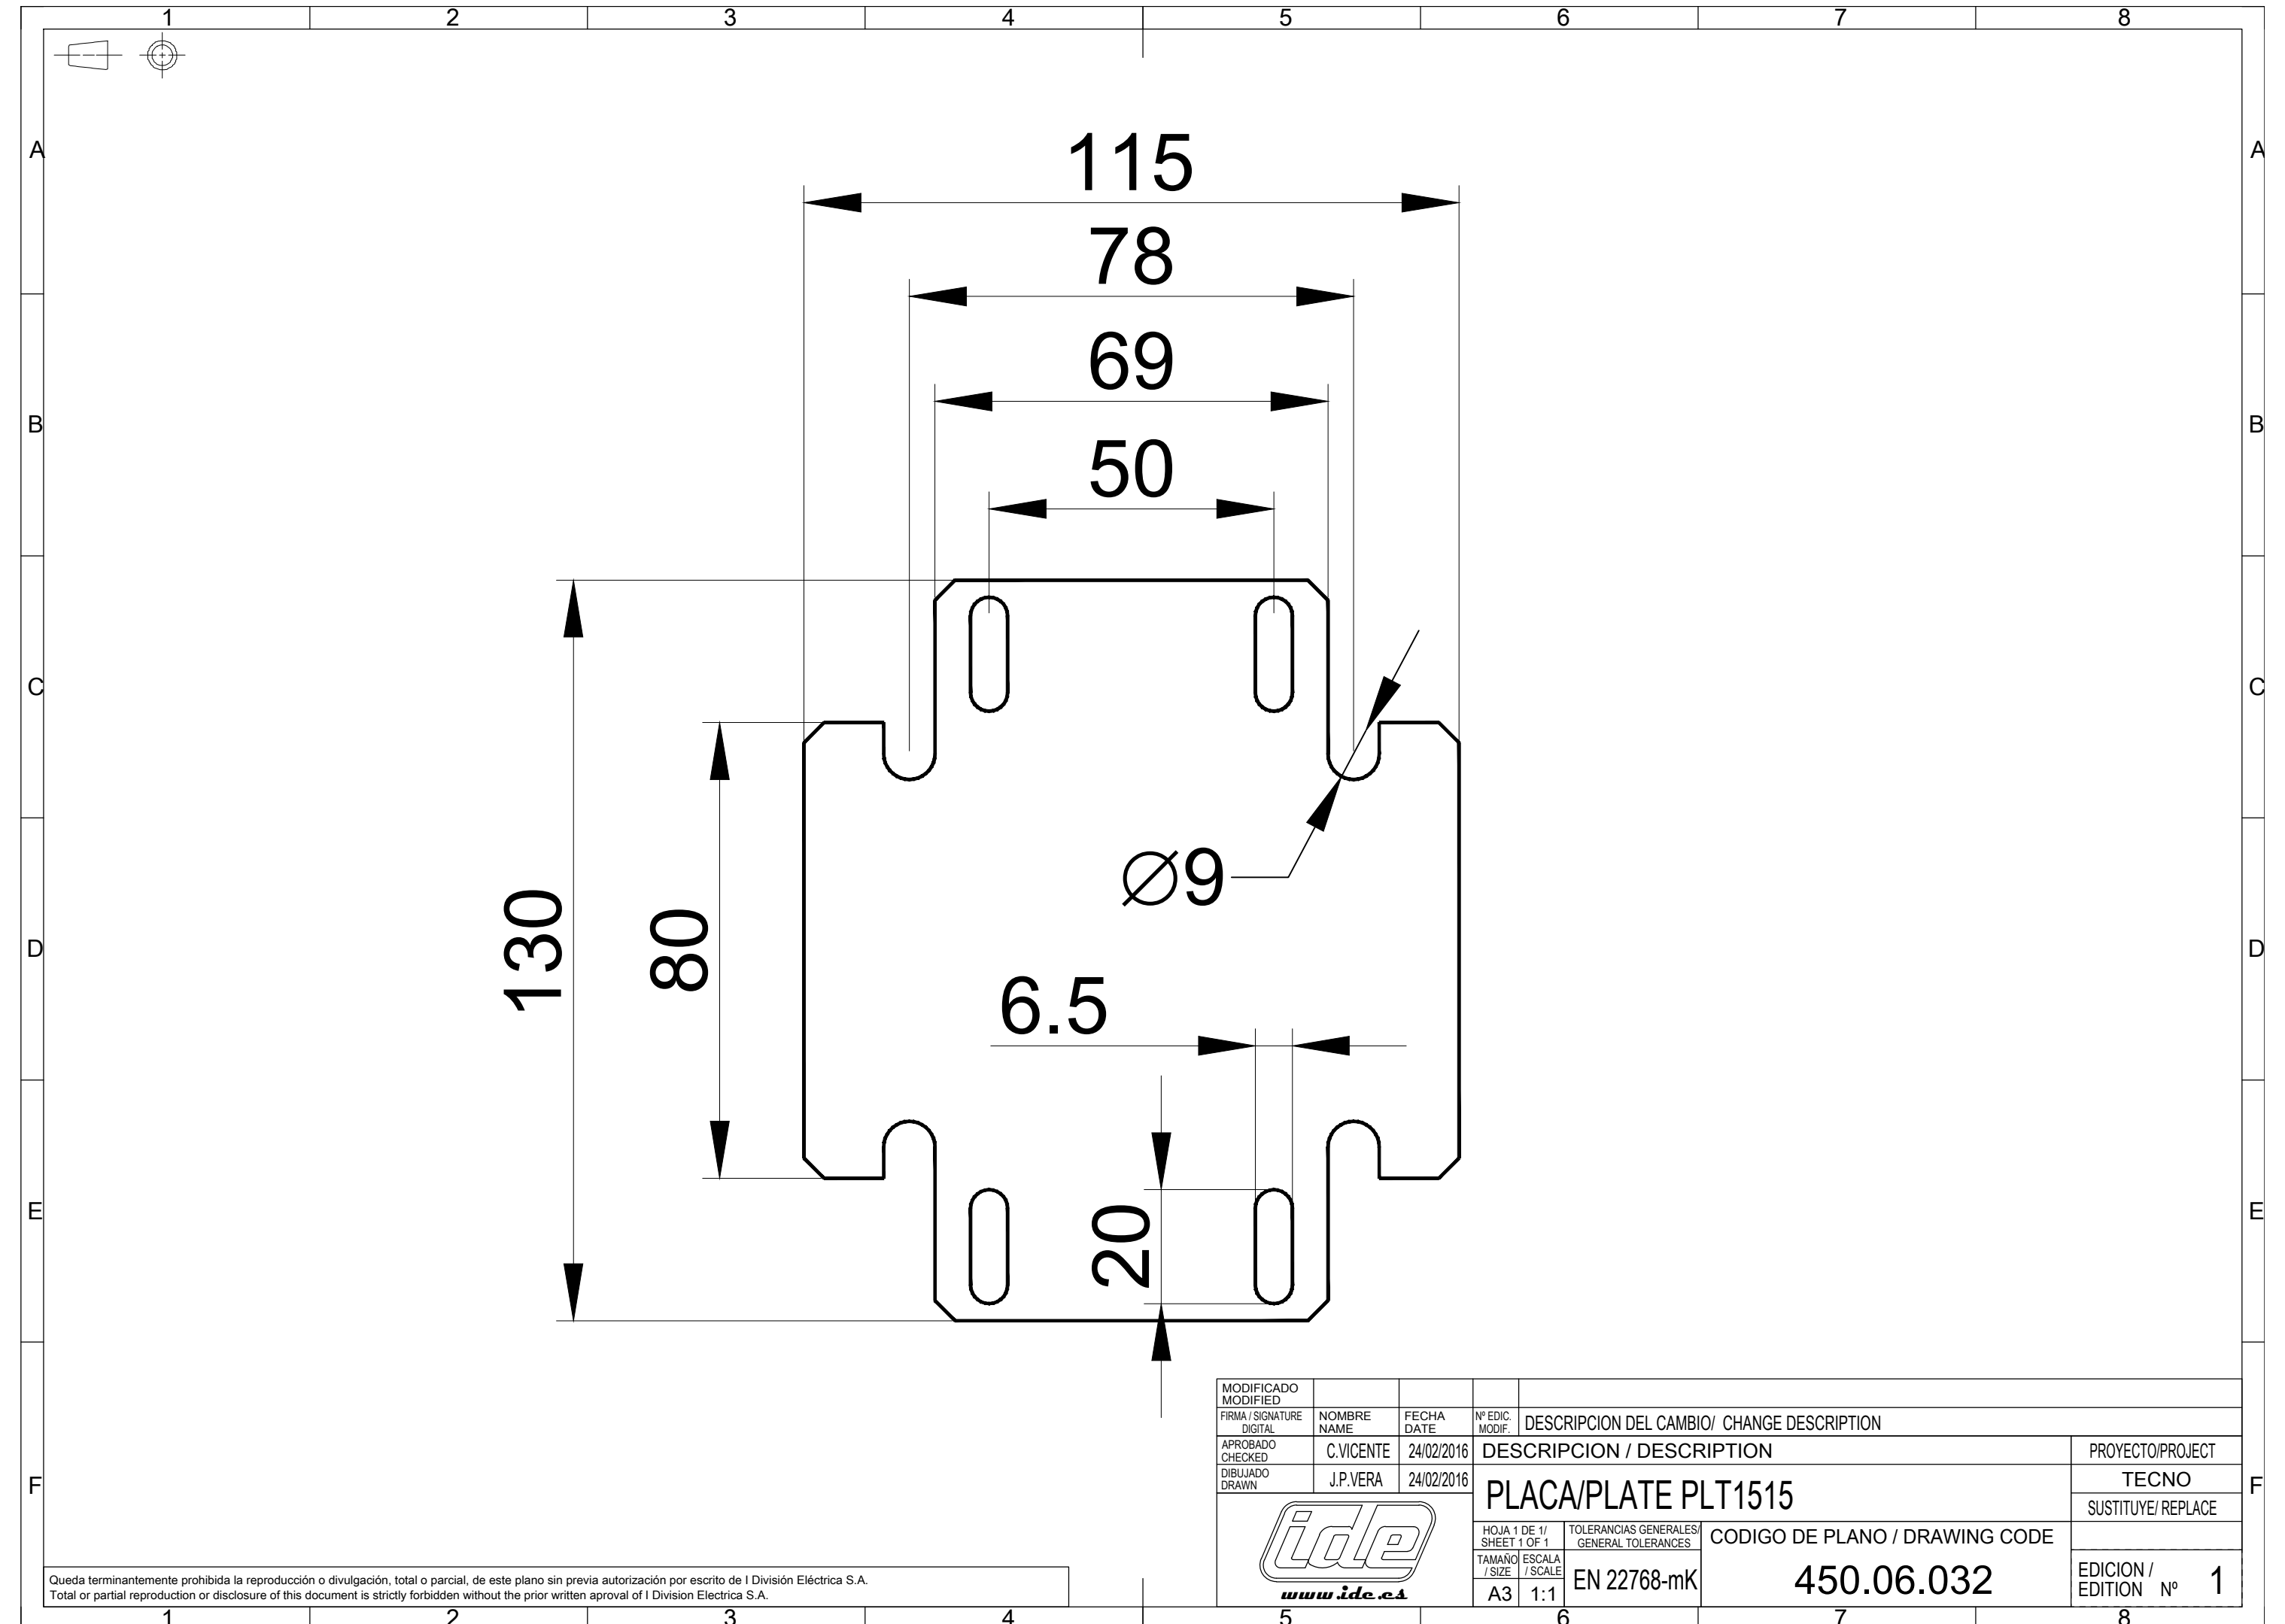 1 2 3 4 5 6 7 8
A A
115
78
69
B B
50
C C
Ø9
130
80
D D
6.5
20
E E
MODIFICADO
MODIFIED
FIRMA / SIGNATURE
DIGITAL
NOMBRE
NAME
FECHA
DATE
Nº EDIC.
MODIF.
DESCRIPCION DEL CAMBIO/ CHANGE DESCRIPTION
APROBADO
CHECKED
C.VICENTE
24/02/2016
DESCRIPCION / DESCRIPTION
PROYECTO/PROJECT
DIBUJADO
DRAWN
J.P.VERA
24/02/2016
PLACA/PLATE PLT1515
TECNO
F F
SUSTITUYE/ REPLACE
ide
www.ide.es
HOJA 1 DE 1/
SHEET 1 OF 1
TOLERANCIAS GENERALES/
GENERAL TOLERANCES
CODIGO DE PLANO / DRAWING CODE
TAMAÑO
/ SIZE
ESCALA
/ SCALE
A3
1:1
EN 22768-mK
450.06.032
EDICION /
EDITION Nº
1
Queda terminantemente prohibida la reproducción o divulgación, total o parcial, de este plano sin previa autorización por escrito de I División Eléctrica S.A.
Total or partial reproduction or disclosure of this document is strictly forbidden without the prior written aproval of I Division Electrica S.A.
1 2 3 4 5 6 7 8